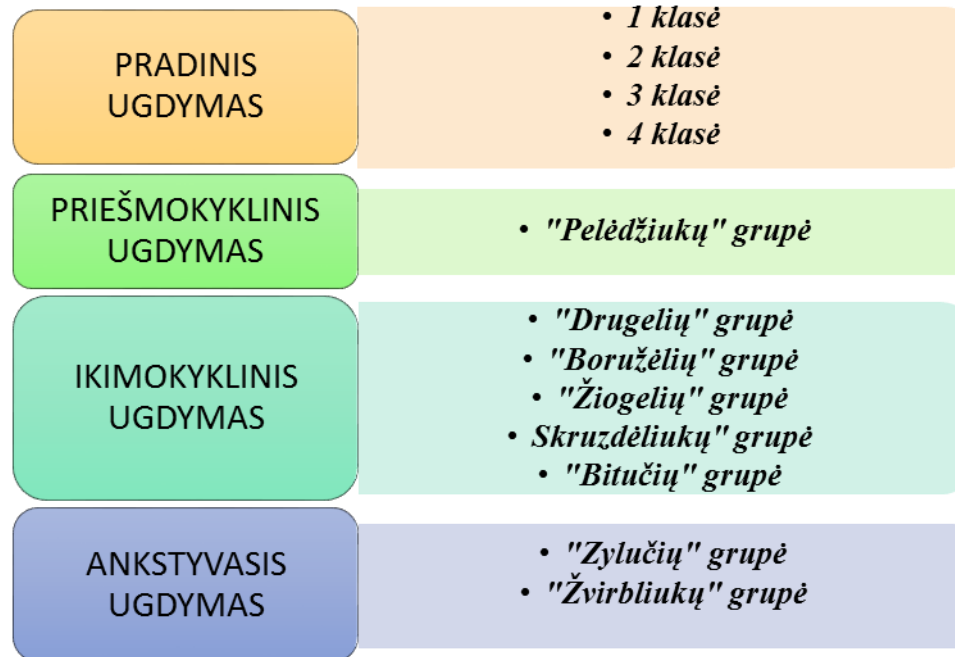 PRADINIS
UGDYMAS
• 1 klasė
• 2 klasė
• 3 klasė
• 4 klasė
PRIEŠMOKYKLINIS
UGDYMAS
• "Pelėdžiukų" grupė
IKIMOKYKLINIS
UGDYMAS
• "Drugelių" grupė
• "Boružėlių" grupė
• "Žiogelių" grupė
• Skruzdėliukų" grupė
• "Bitučių" grupė
ANKSTYVASIS
UGDYMAS
• "Zylučių" grupė
• "Žvirbliukų" grupė